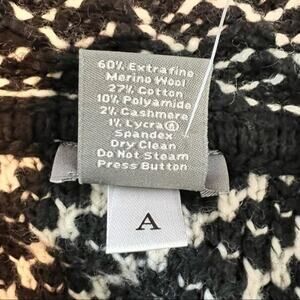 60% Extrafine
Merino Wool
27% Cotton
10% Polyamide
2% Cashmere
1% Lycra®
Spandex
Dry Clean
Do Not Steam
Press Button
A